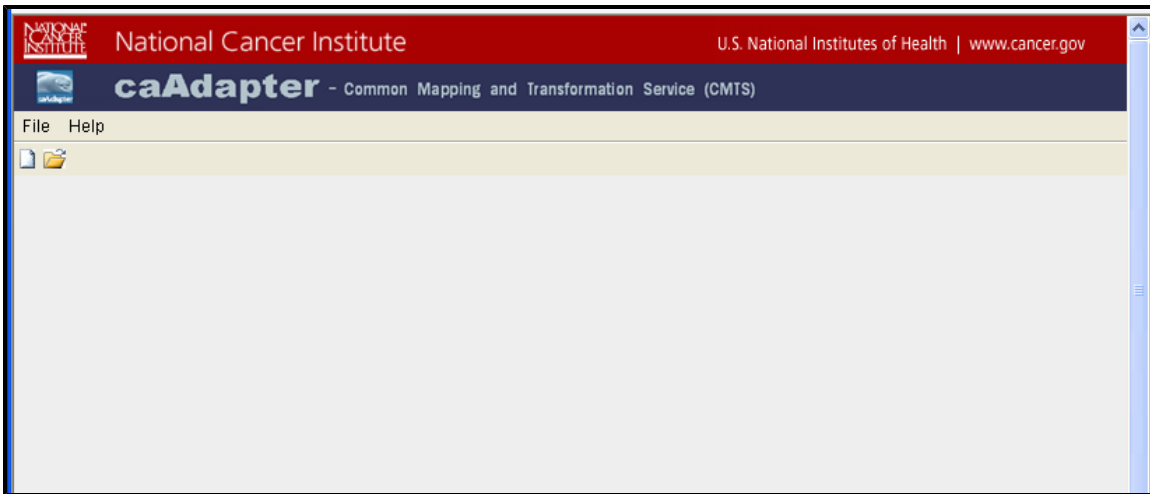 NATIONAL CANCER INSTITUTE
National Cancer Institute
U.S. National Institutes of Health | www.cancer.gov
caAdapter
caAdapter - Common Mapping and Transformation Service (CMTS)
File Help